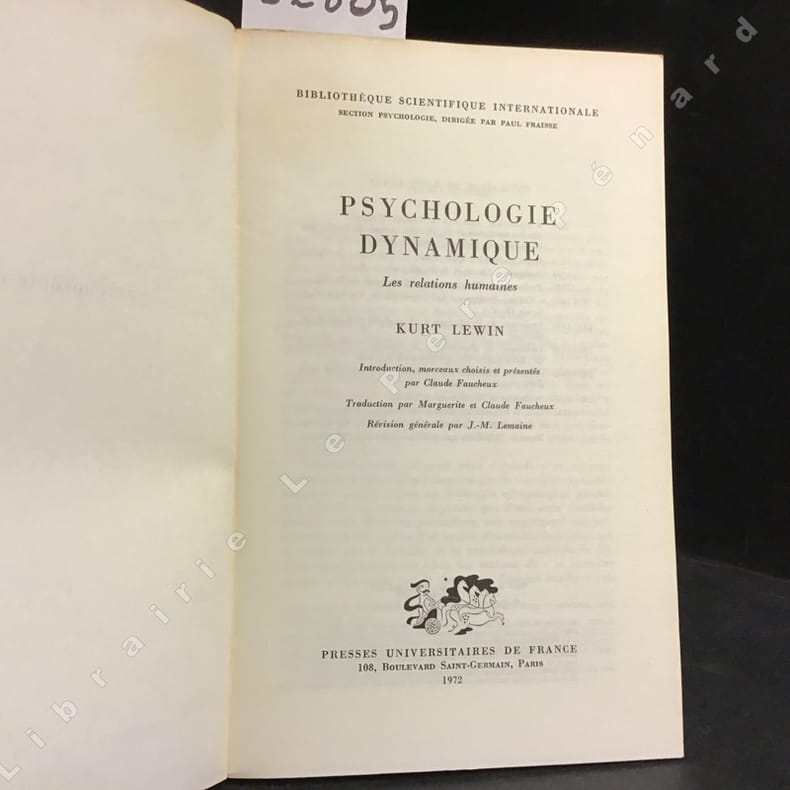 BIBLIOTHÈQUE SCIENTIFIQUE INTERNATIONALE
SECTION PSYCHOLOGIE, DIRIGÉE PAR PAUL FRAISSE
PSYCHOLOGIE
DYNAMIQUE
Les relations humaines
KURT LEWIN
Introduction, morceaux choisis et présentés
par Claude Faucheux
Traduction par Marguerite et Claude Faucheux
Révision générale par J.-M. Lemaine
PRESSES UNIVERSITAIRES DE FRANCE
108, BOULEVARD SAINT-GERMAIN, PARIS
1972
Librairie Le Père Pénard